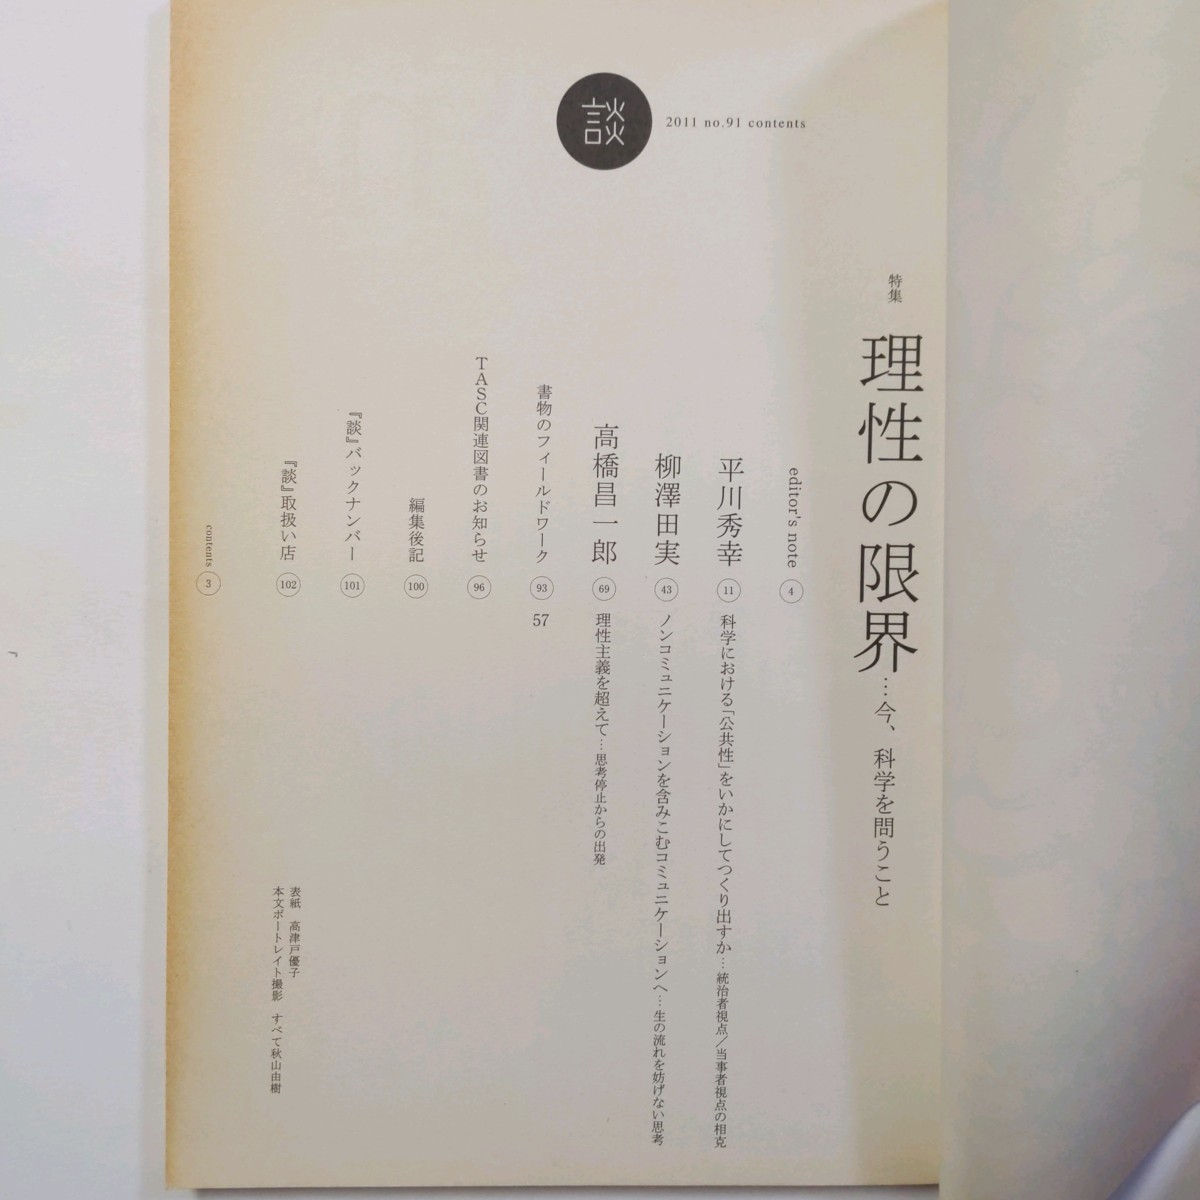 談
2011 no.91 contents
特集
理性の限界…今、科学を問うこと
editor's note 4
平川秀幸 11 科学における「公共性」をいかにしてつくり出すか…統治者視点／当事者視点の相克
柳澤田実 43 ノンコミュニケーションを含みこむコミュニケーションへ…生の流れを妨げない思考
高橋昌一郎 69 理性主義を超えて…思考停止からの出発
書物のフィールドワーク 93 57
TASC関連図書のお知らせ 96
編集後記 100
『談』バックナンバー 101
『談』取扱い店 102
表紙　高津戸優子
本文ポートレイト撮影　すべて秋山由樹
contents 3